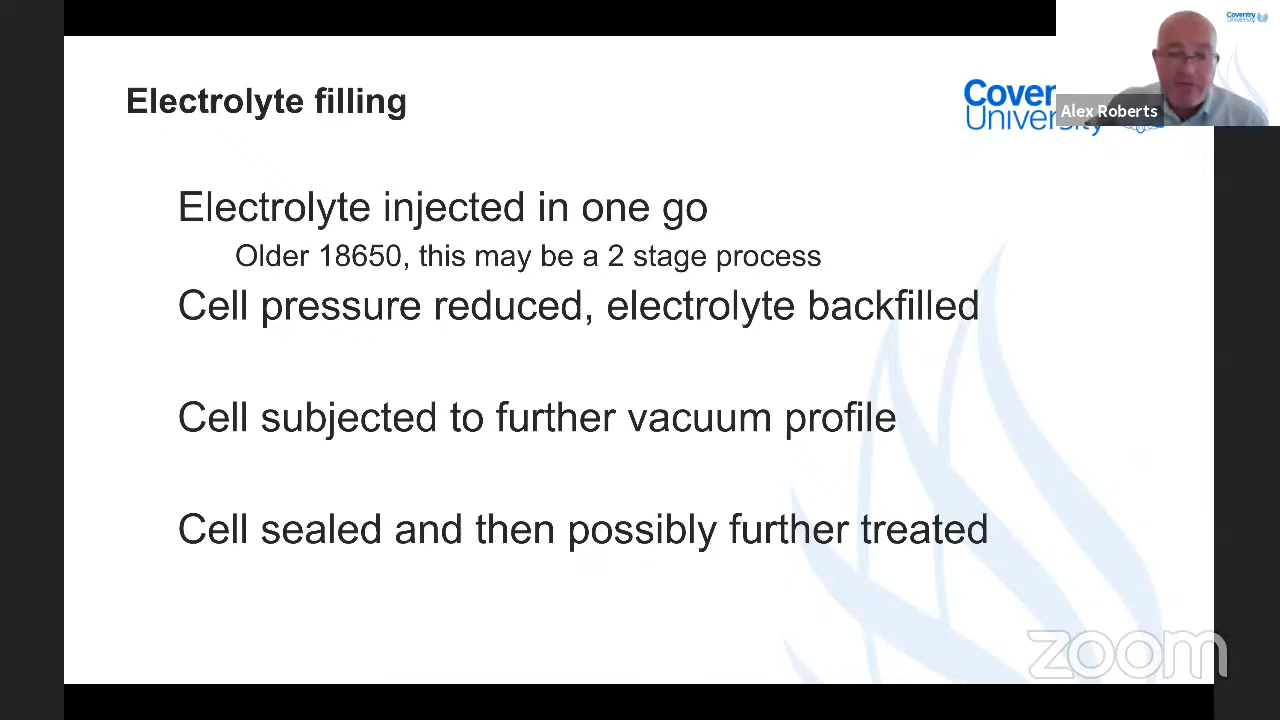 Coventry
University
Electrolyte filling
Cover
University
Alex Roberts
Electrolyte injected in one go
Older 18650, this may be a 2 stage process
Cell pressure reduced, electrolyte backfilled
Cell subjected to further vacuum profile
Cell sealed and then possibly further treated
zoom